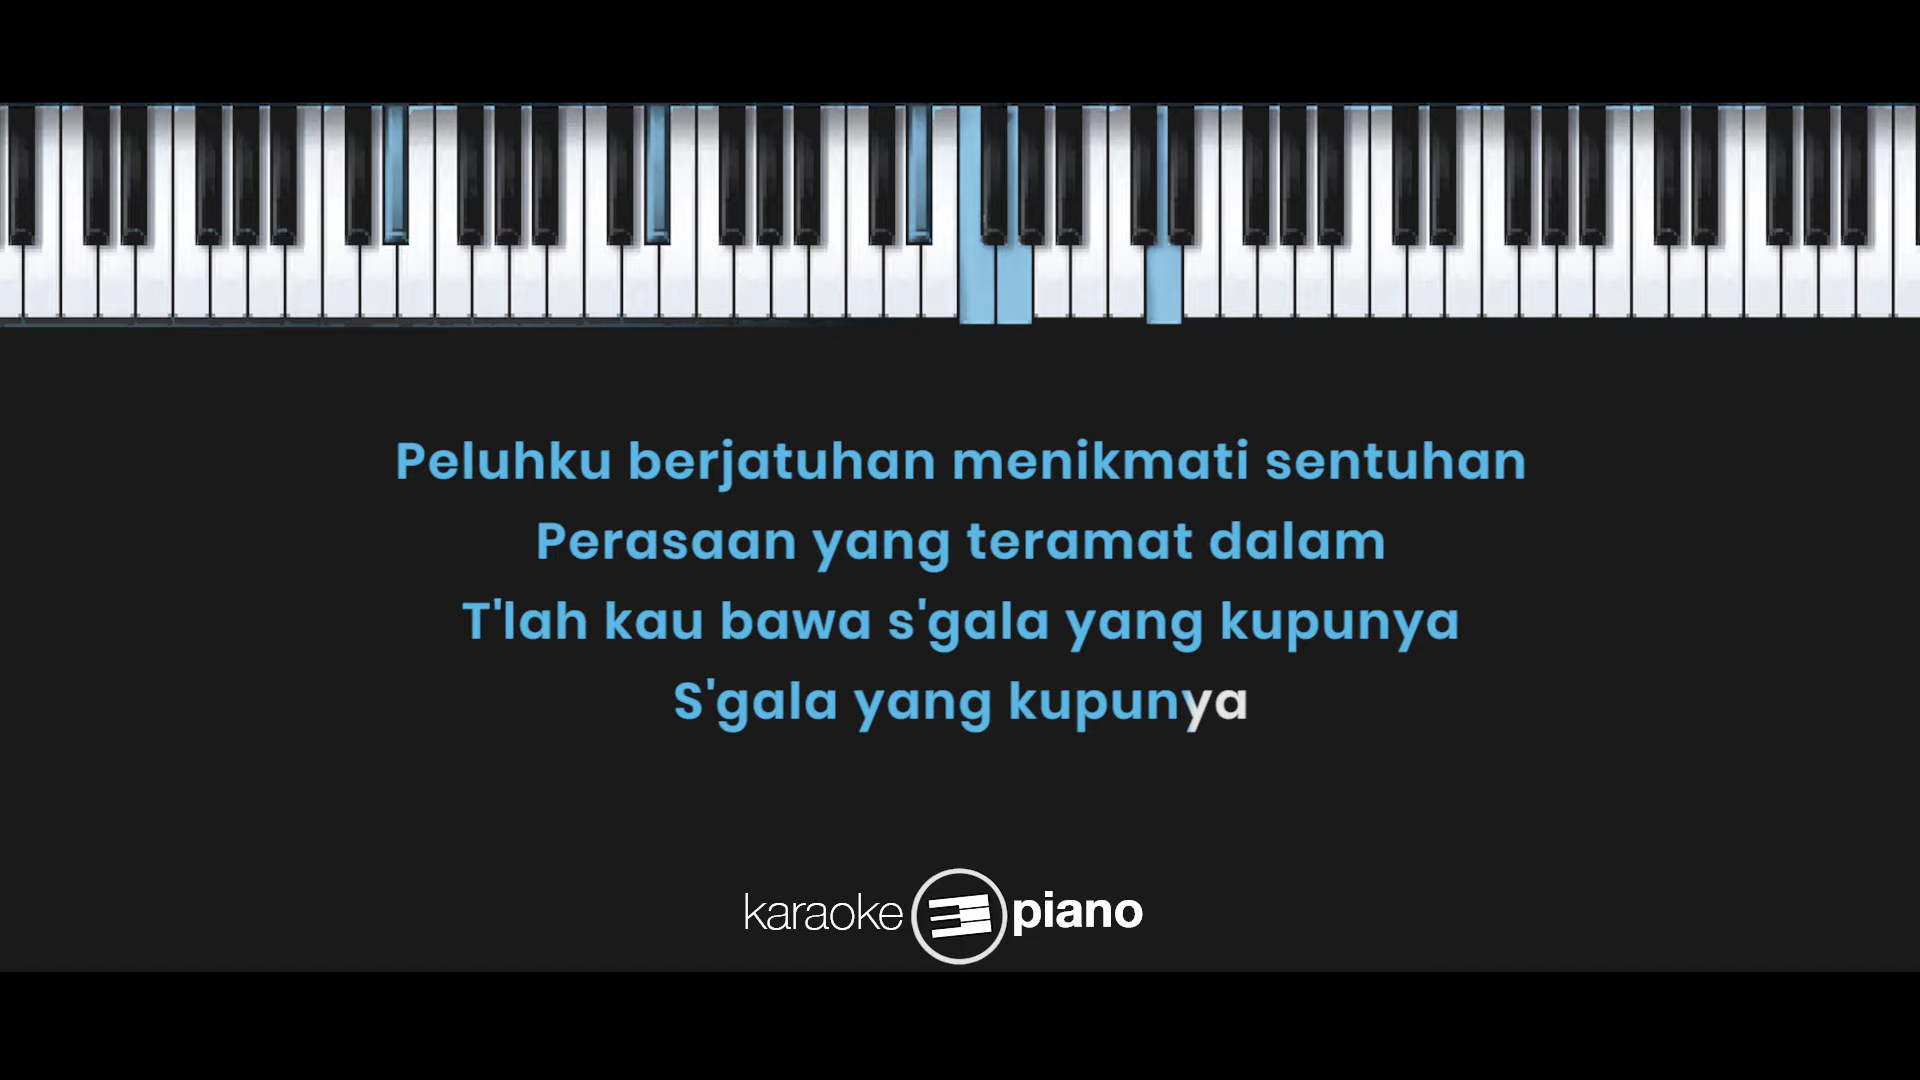 Peluhku berjatuhan menikmati sentuhan
Perasaan yang teramat dalam
T'lah kau bawa s'gala yang kupunya
S'gala yang kupunya
karaoke piano